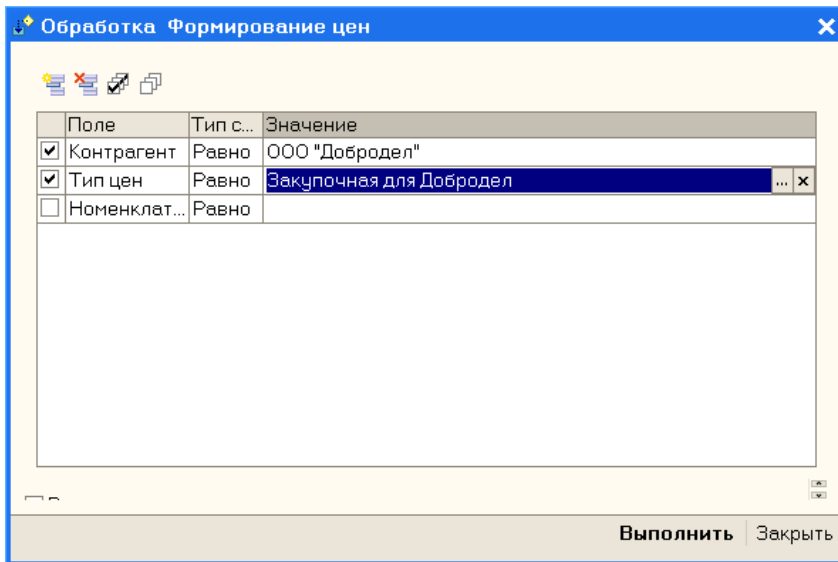 Обработка Формирование цен
Поле Тип с... Значение
Контрагент Равно ООО "Добродел"
Тип цен Равно Закупочная для Добродел ...
Номенклат... Равно
Выполнить Закрыть